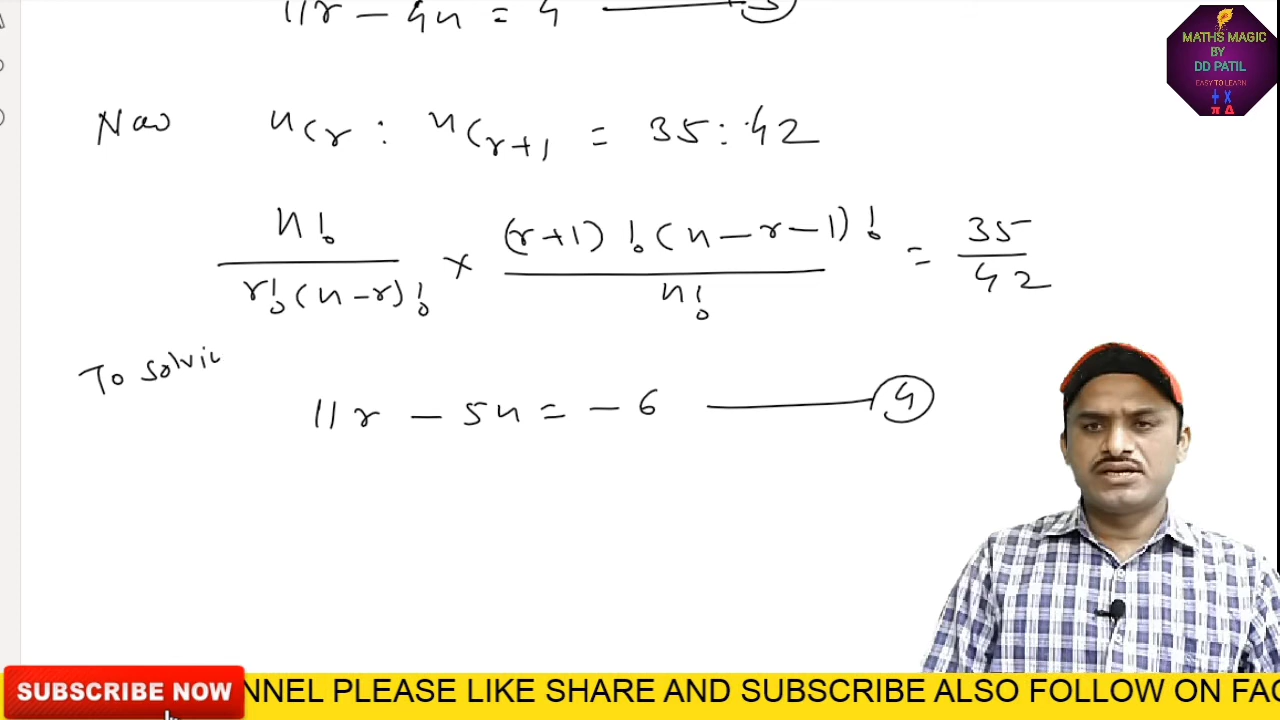 11r - 4n = 4 ——— 3
MATHS MAGIC
BY
DD PATIL
EASY TO LEARN
+ X
π Δ
Now nCr : nCr+1 = 35 : 42
n! / r!(n-r)! × (r+1)!(n-r-1)! / n! = 35 / 42
To solvi
11r - 5n = -6 ——— 4
SUBSCRIBE NOW
NNEL PLEASE LIKE SHARE AND SUBSCRIBE ALSO FOLLOW ON FAC